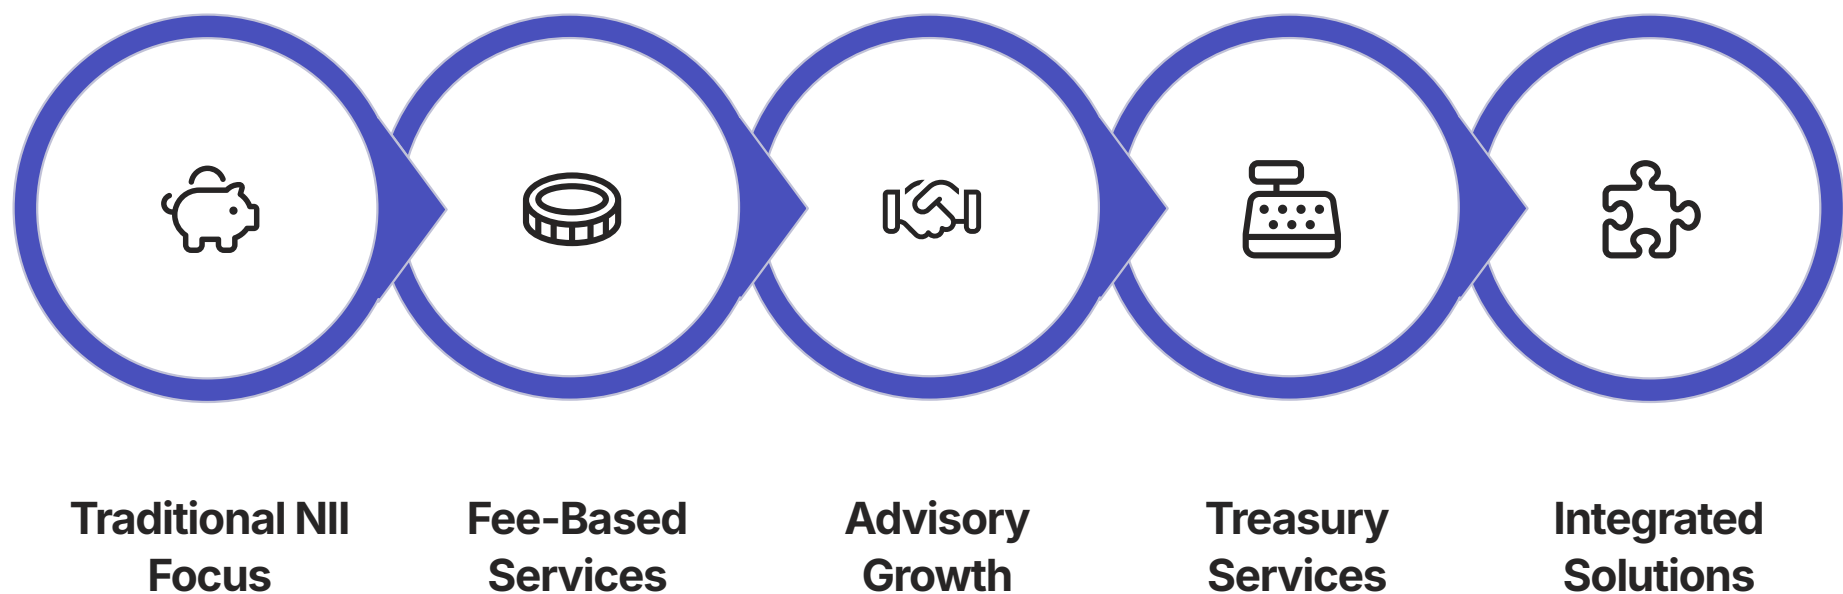 Traditional NII
Focus
Fee-Based
Services
Advisory
Growth
Treasury
Services
Integrated
Solutions